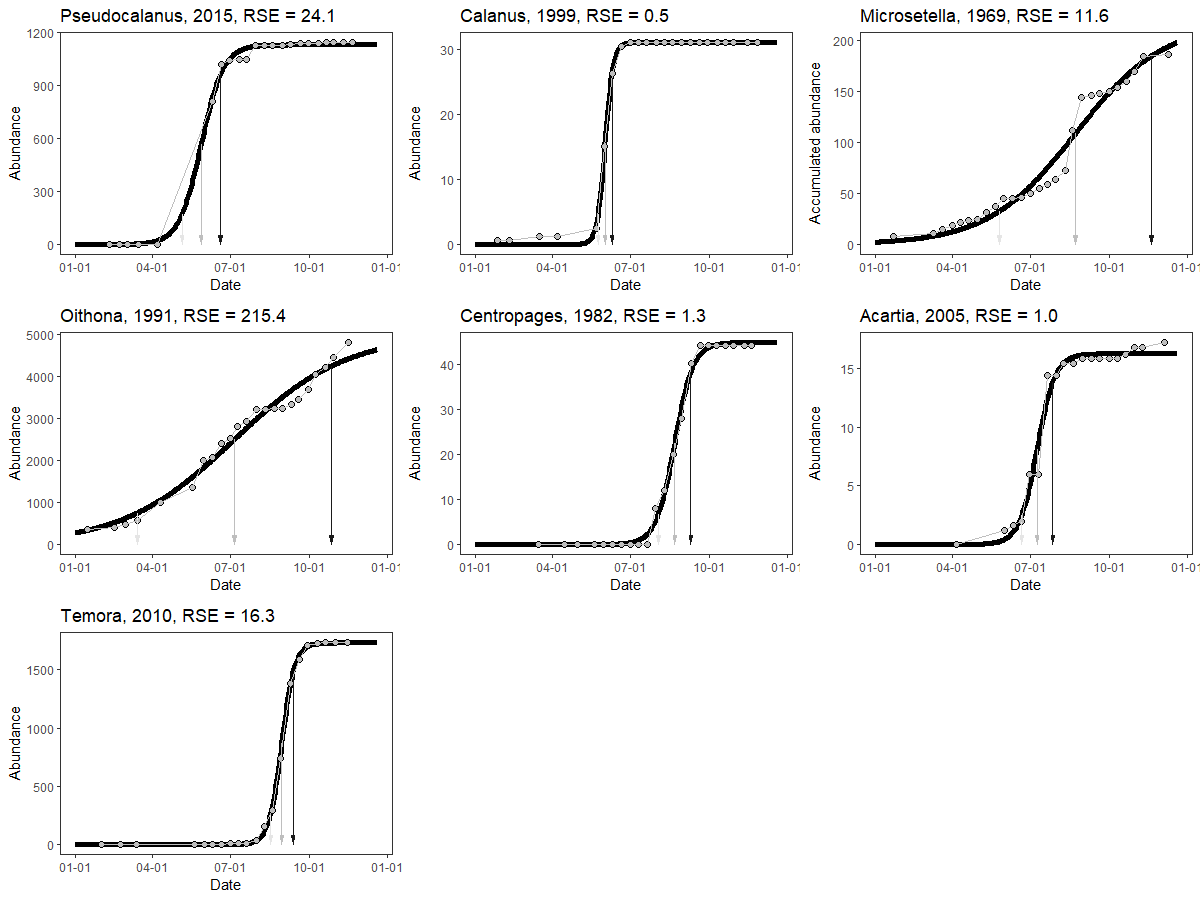 Pseudocalanus, 2015, RSE = 24.1
Abundance
1200
900
600
300
0
01-01 04-01 07-01 10-01 01-01
Date
Calanus, 1999, RSE = 0.5
Abundance
30
20
10
0
01-01 04-01 07-01 10-01 01-01
Date
Microsetella, 1969, RSE = 11.6
Accumulated abundance
200
150
100
50
0
01-01 04-01 07-01 10-01 01-01
Date
Oithona, 1991, RSE = 215.4
Abundance
5000
4000
3000
2000
1000
0
01-01 04-01 07-01 10-01 01-01
Date
Centropages, 1982, RSE = 1.3
Abundance
40
30
20
10
0
01-01 04-01 07-01 10-01 01-01
Date
Acartia, 2005, RSE = 1.0
Abundance
15
10
5
0
01-01 04-01 07-01 10-01 01-01
Date
Temora, 2010, RSE = 16.3
Abundance
1500
1000
500
0
01-01 04-01 07-01 10-01 01-01
Date